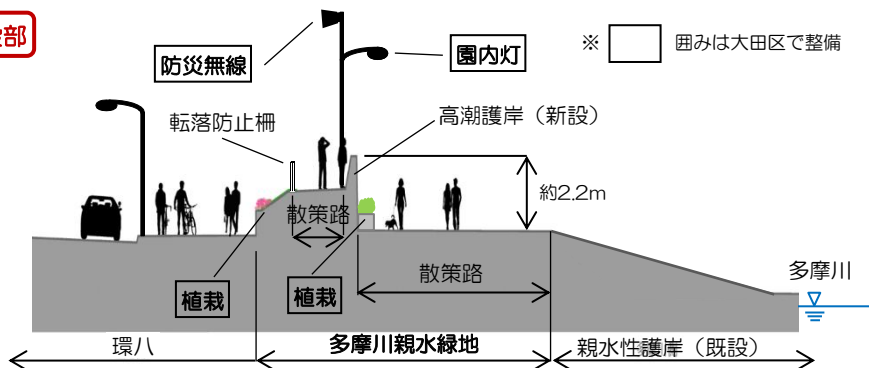 部
防災無線
園内灯
※ 囲みは大田区で整備
転落防止柵
高潮護岸（新設）
約2.2m
散策路
散策路
植栽
植栽
多摩川
環八
多摩川親水緑地
親水性護岸（既設）